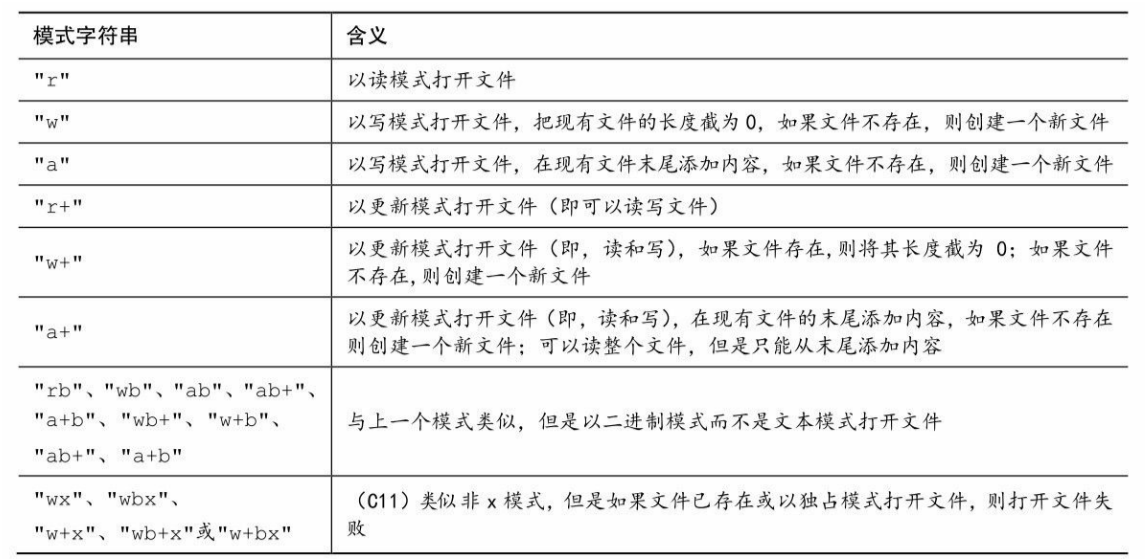 模式字符串 含义
"r" 以读模式打开文件
"w" 以写模式打开文件，把现有文件的长度截为 0，如果文件不存在，则创建一个新文件
"a" 以写模式打开文件，在现有文件末尾添加内容，如果文件不存在，则创建一个新文件
"r+" 以更新模式打开文件（即可以读写文件）
"w+" 以更新模式打开文件（即，读和写），如果文件存在，则将其长度截为 0；如果文件
不存在，则创建一个新文件
"a+" 以更新模式打开文件（即，读和写），在现有文件的末尾添加内容，如果文件不存在
则创建一个新文件；可以读整个文件，但是只能从末尾添加内容
"rb"、"wb"、"ab"、"ab+"、
"a+b"、"wb+"、"w+b"、
"ab+"、"a+b"
与上一个模式类似，但是以二进制模式而不是文本模式打开文件
"wx"、"wbx"、
"w+x"、"wb+x"或"w+bx"
（C11）类似非 x 模式，但是如果文件已存在或以独占模式打开文件，则打开文件失
败